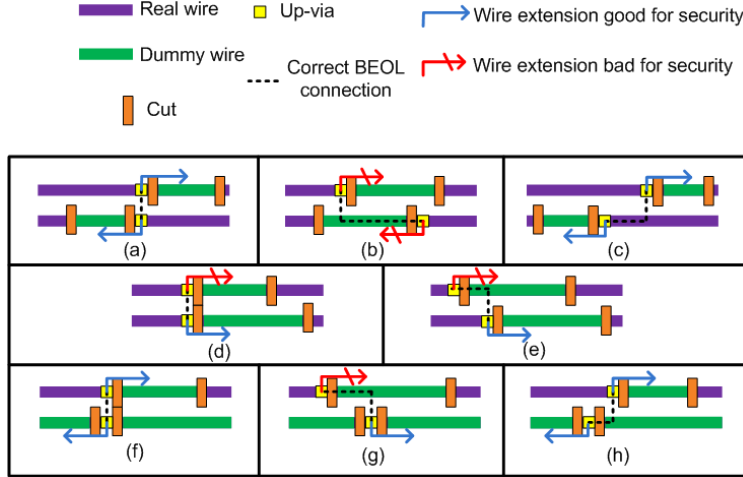 Real wire
Up-via
Wire extension good for security
Dummy wire
Correct BEOL
connection
Wire extension bad for security
Cut
(a)
(b)
(c)
(d)
(e)
(f)
(g)
(h)